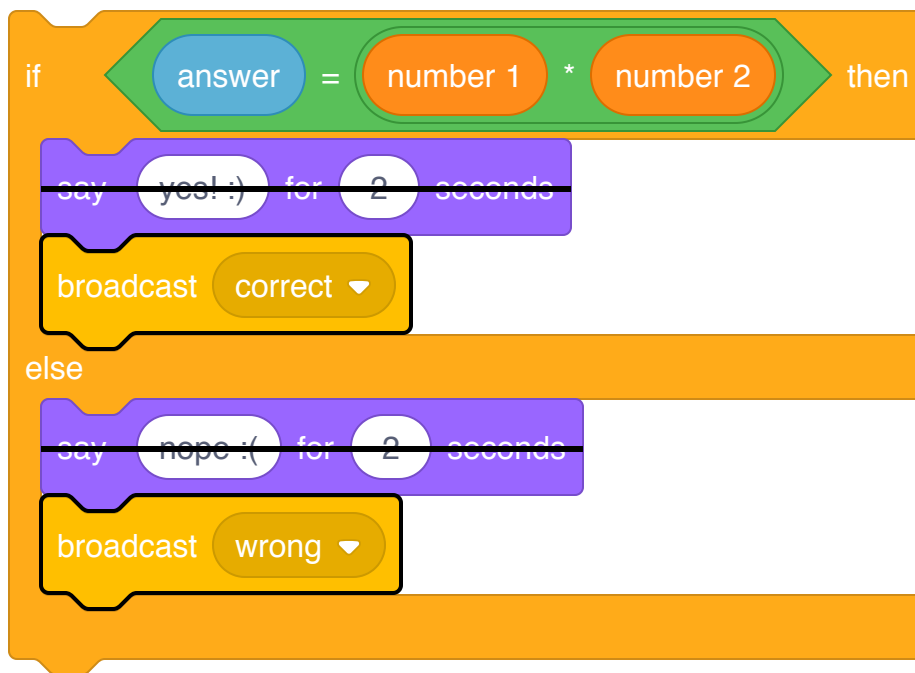 if answer = number 1 * number 2 then
say yes! :) for 2 seconds
broadcast correct
else
say nope :( for 2 seconds
broadcast wrong